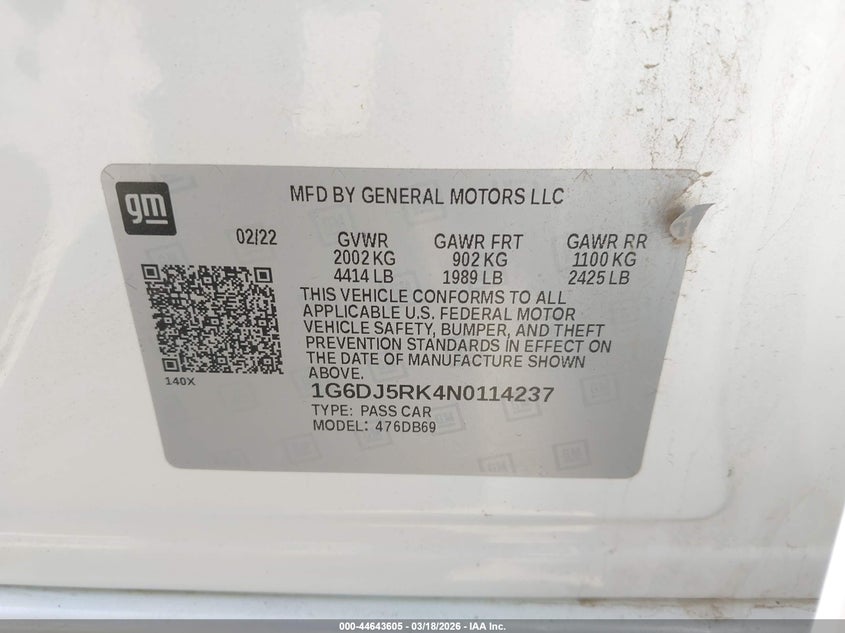 gm
MFD BY GENERAL MOTORS LLC
02/22 GVWR GAWR FRT GAWR RR
2002 KG 902 KG 1100 KG
4414 LB 1989 LB 2425 LB
THIS VEHICLE CONFORMS TO ALL
APPLICABLE U.S. FEDERAL MOTOR
VEHICLE SAFETY, BUMPER, AND THEFT
PREVENTION STANDARDS IN EFFECT ON
THE DATE OF MANUFACTURE SHOWN
ABOVE.
140X
1G6DJ5RK4N0114237
TYPE: PASS CAR
MODEL: 476DB69
000-44643605 - 03/18/2026 - IAA Inc.